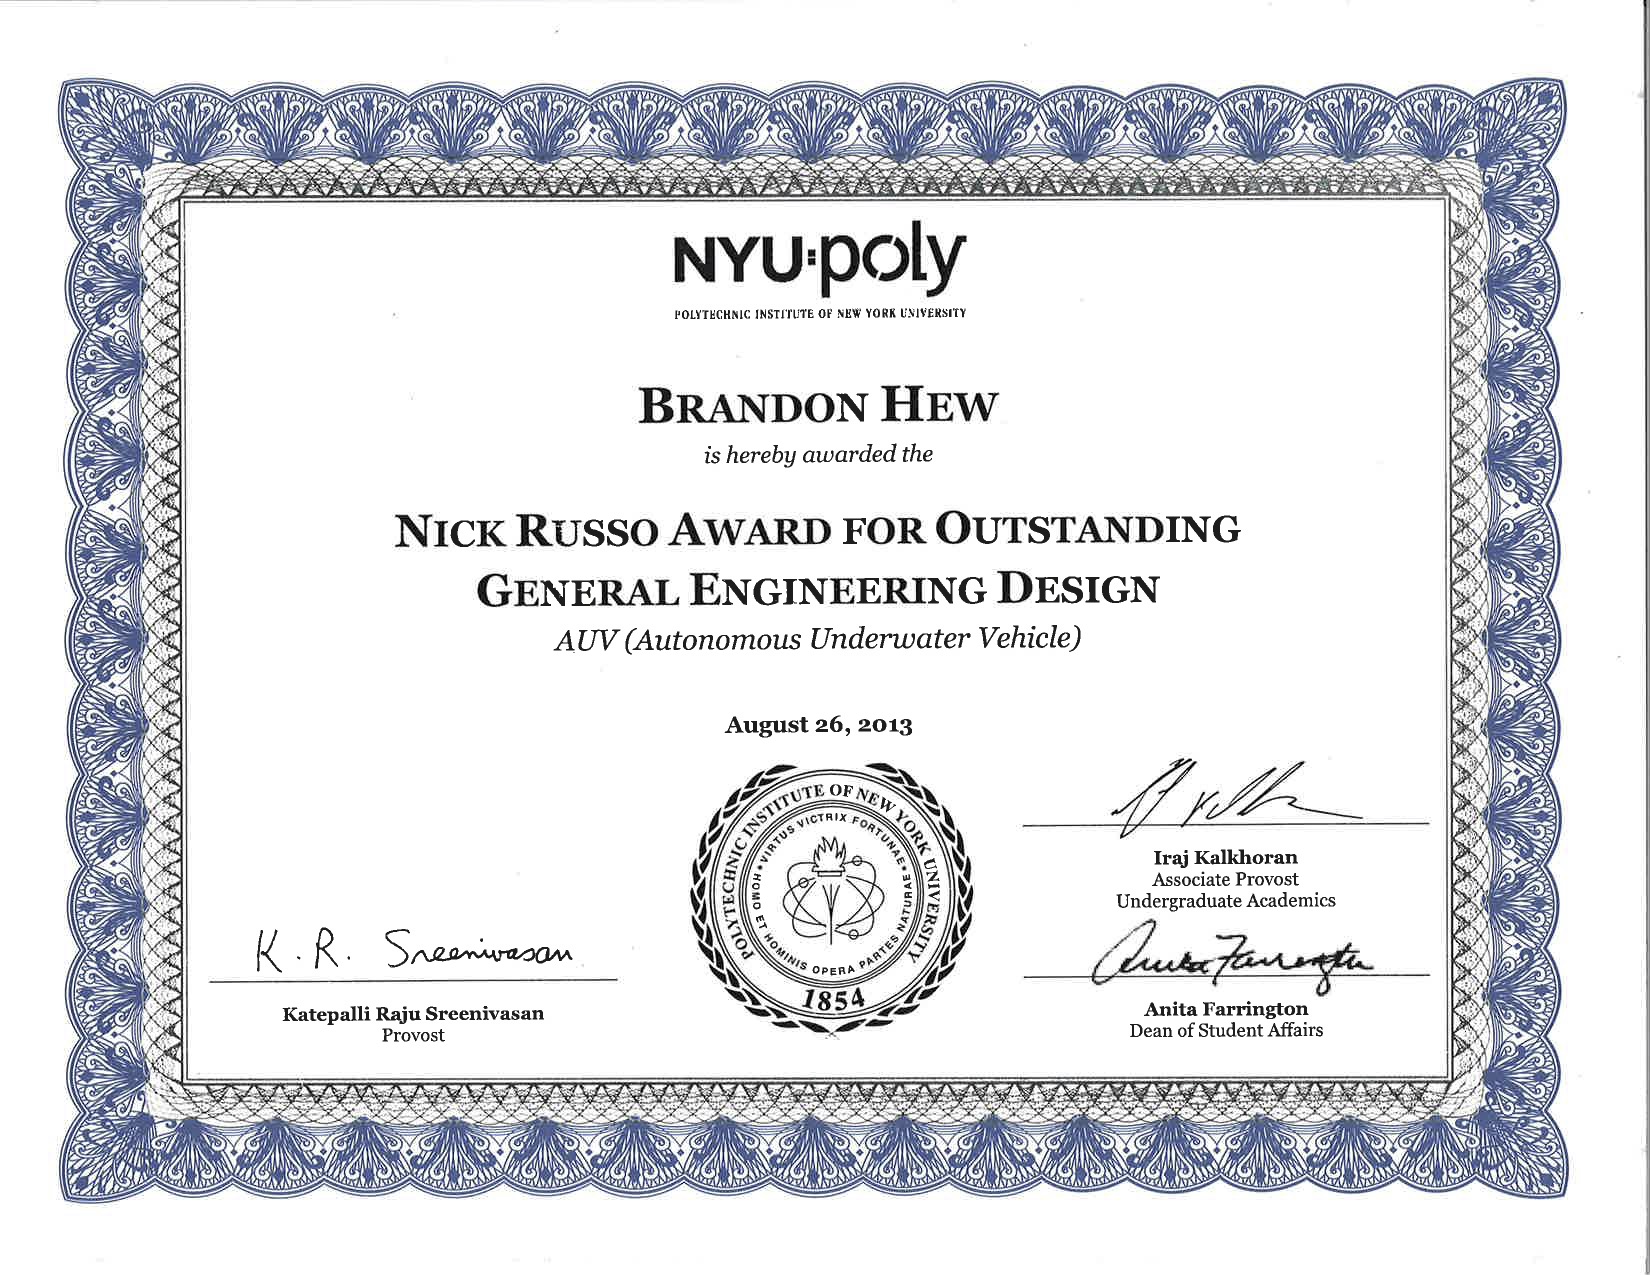 NYU:poly
POLYTECHNIC INSTITUTE OF NEW YORK UNIVERSITY
BRANDON HEW
is hereby awarded the
NICK RUSSO AWARD FOR OUTSTANDING
GENERAL ENGINEERING DESIGN
AUV (Autonomous Underwater Vehicle)
August 26, 2013
POLYTECHNIC INSTITUTE OF NEW YORK UNIVERSITY
HOMO ET HOMINIS OPERA PARTES NATURAE • VIRTUS VICTRIX FORTUNAE •
1854
K. R. Sreenivasan
Katepalli Raju Sreenivasan
Provost
Iraj Kalkhoran
Associate Provost
Undergraduate Academics
Anita Farrington
Anita Farrington
Dean of Student Affairs